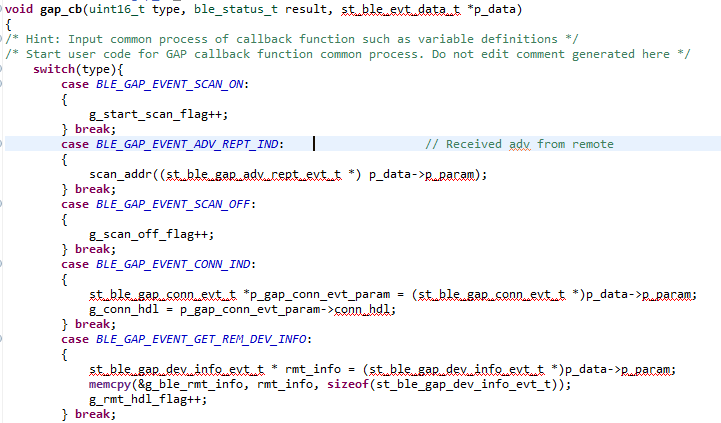 void gap_cb(uint16_t type, ble_status_t result, st_ble_evt_data_t *p_data)
{
/* Hint: Input common process of callback function such as variable definitions */
/* Start user code for GAP callback function common process. Do not edit comment generated here */
    switch(type){
        case BLE_GAP_EVENT_SCAN_ON:
        {
            g_start_scan_flag++;
        } break;
        case BLE_GAP_EVENT_ADV_REPT_IND:                    // Received adv from remote
        {
            scan_addr((st_ble_gap_adv_rept_evt_t *) p_data->p_param);
        } break;
        case BLE_GAP_EVENT_SCAN_OFF:
        {
            g_scan_off_flag++;
        } break;
        case BLE_GAP_EVENT_CONN_IND:
        {
            st_ble_gap_conn_evt_t *p_gap_conn_evt_param = (st_ble_gap_conn_evt_t *)p_data->p_param;
            g_conn_hdl = p_gap_conn_evt_param->conn_hdl;
        } break;
        case BLE_GAP_EVENT_GET_REM_DEV_INFO:
        {
            st_ble_gap_dev_info_evt_t * rmt_info = (st_ble_gap_dev_info_evt_t *)p_data->p_param;
            memcpy(&g_ble_rmt_info, rmt_info, sizeof(st_ble_gap_dev_info_evt_t));
            g_rmt_hdl_flag++;
        } break;